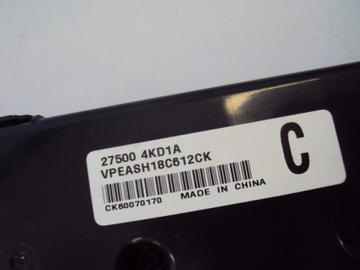 27500 4KD1A
VPEASH18C612CK
C
CK60070170 MADE IN CHINA